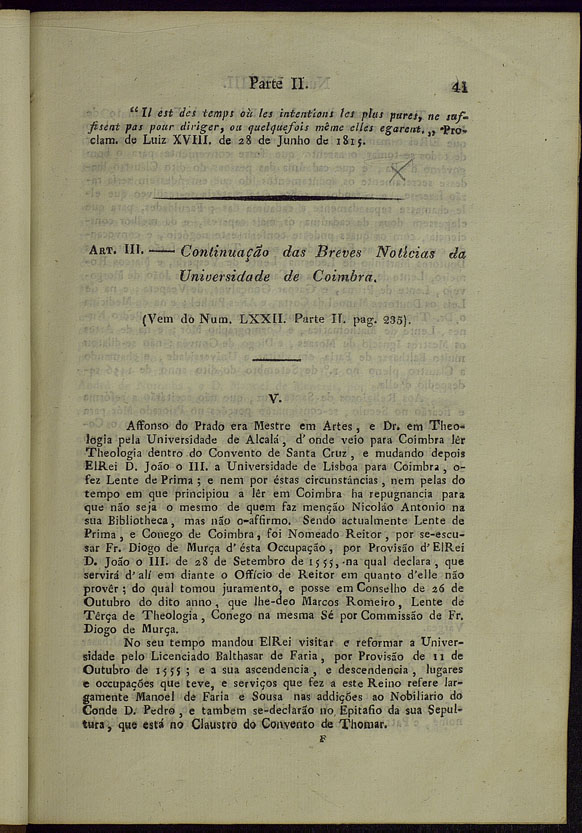 Parte II. 41
“Il est des temps où les intentions les plus pures, ne suf-
fisent pas pour diriger, ou quelquefois même elles egarent.„ Pro-
clam. de Luiz XVIII. de 28 de Junho de 1815.
ART. III. — Continuação das Breves Noticias da
Universidade de Coimbra.
(Vem do Num. LXXII. Parte II. pag. 235).
V.
Affonso do Prado era Mestre em Artes, e Dr. em Theo-
logia pela Universidade de Alcalá, d'onde veio para Coimbra lêr
Theologia dentro do Convento de Santa Cruz, e mudando depois
ElRei D. João o III. a Universidade de Lisboa para Coimbra, o-
fez Lente de Prima; e nem por éstas circunstâncias, nem pelas do
tempo em que principiou a lêr em Coimbra ha repugnancia para
que não seja o mesmo de quem faz menção Nicoláo Antonio na
sua Bibliotheca, mas não o-affirmo. Sendo actualmente Lente de
Prima, e Conego de Coimbra, foi Nomeado Reitor, por se-escu-
sar Fr. Diogo de Murça d'ésta Occupação, por Provisão d'ElRei
D. João o III. de 28 de Setembro de 1555, na qual declara, que
servirá d'alí em diante o Officio de Reitor em quanto d'elle não
provêr; do qual tomou juramento, e posse em Conselho de 26 de
Outubro do dito anno, que lhe-deo Marcos Romeiro, Lente de
Têrça de Theologia, Conego na mesma Sé por Commissão de Fr.
Diogo de Murça.
No seu tempo mandou ElRei visitar e reformar a Univer-
sidade pelo Licenciado Balthasar de Faria, por Provisão de 11 de
Outubro de 1555; e a sua ascendencia, e descendencia, lugares
e occupações que teve, e serviços que fez a este Reino refere lar-
gamente Manoel de Faria e Sousa nas addições ao Nobiliario do
Conde D. Pedro, e tambem se-declarão no Epitafio da sua Sepul-
tura, que está no Claustro do Convento de Thomar.
F